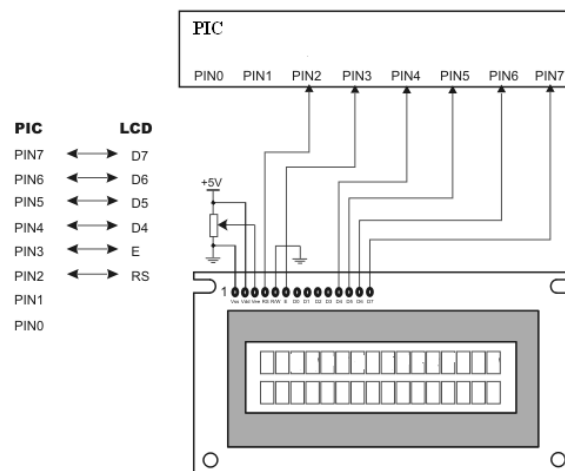 PIC
PIN0 PIN1 PIN2 PIN3 PIN4 PIN5 PIN6 PIN7
PIC LCD
PIN7 D7
PIN6 D6
PIN5 D5
PIN4 D4
PIN3 E
PIN2 RS
PIN1
PIN0
+5V
1
Vss Vdd Vee RS R/W E D0 D1 D2 D3 D4 D5 D6 D7